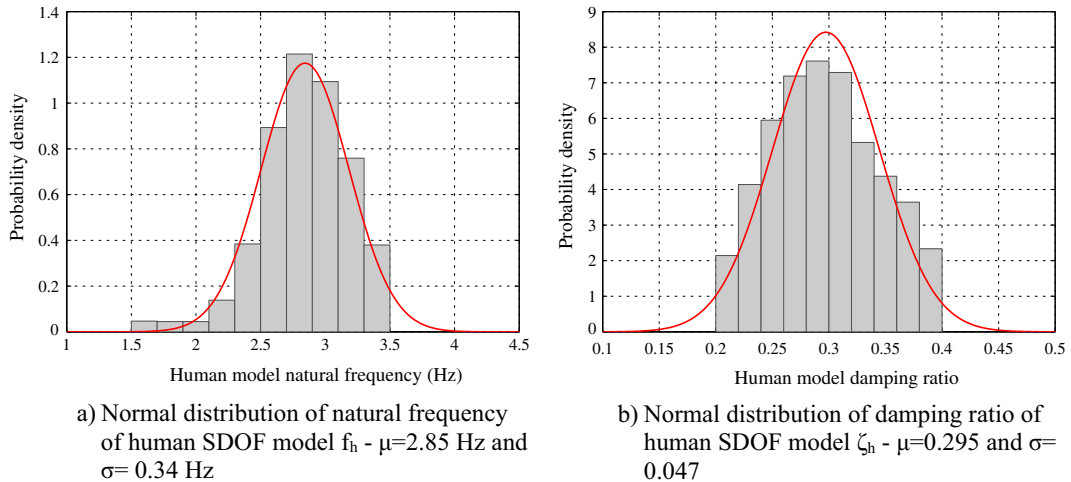 1.4
1.2
1
0.8
0.6
0.4
0.2
0
Probability density
1 1.5 2 2.5 3 3.5 4 4.5
Human model natural frequency (Hz)
a) Normal distribution of natural frequency
of human SDOF model fₕ - μ=2.85 Hz and
σ= 0.34 Hz
9
8
7
6
5
4
3
2
1
0
Probability density
0.1 0.15 0.2 0.25 0.3 0.35 0.4 0.45 0.5
Human model damping ratio
b) Normal distribution of damping ratio of
human SDOF model ζₕ - μ=0.295 and σ=
0.047